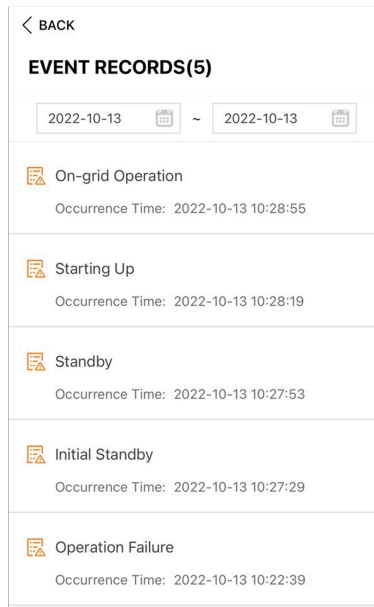 BACK
EVENT RECORDS(5)
2022-10-13 ~ 2022-10-13
On-grid Operation
Occurrence Time: 2022-10-13 10:28:55
Starting Up
Occurrence Time: 2022-10-13 10:28:19
Standby
Occurrence Time: 2022-10-13 10:27:53
Initial Standby
Occurrence Time: 2022-10-13 10:27:29
Operation Failure
Occurrence Time: 2022-10-13 10:22:39